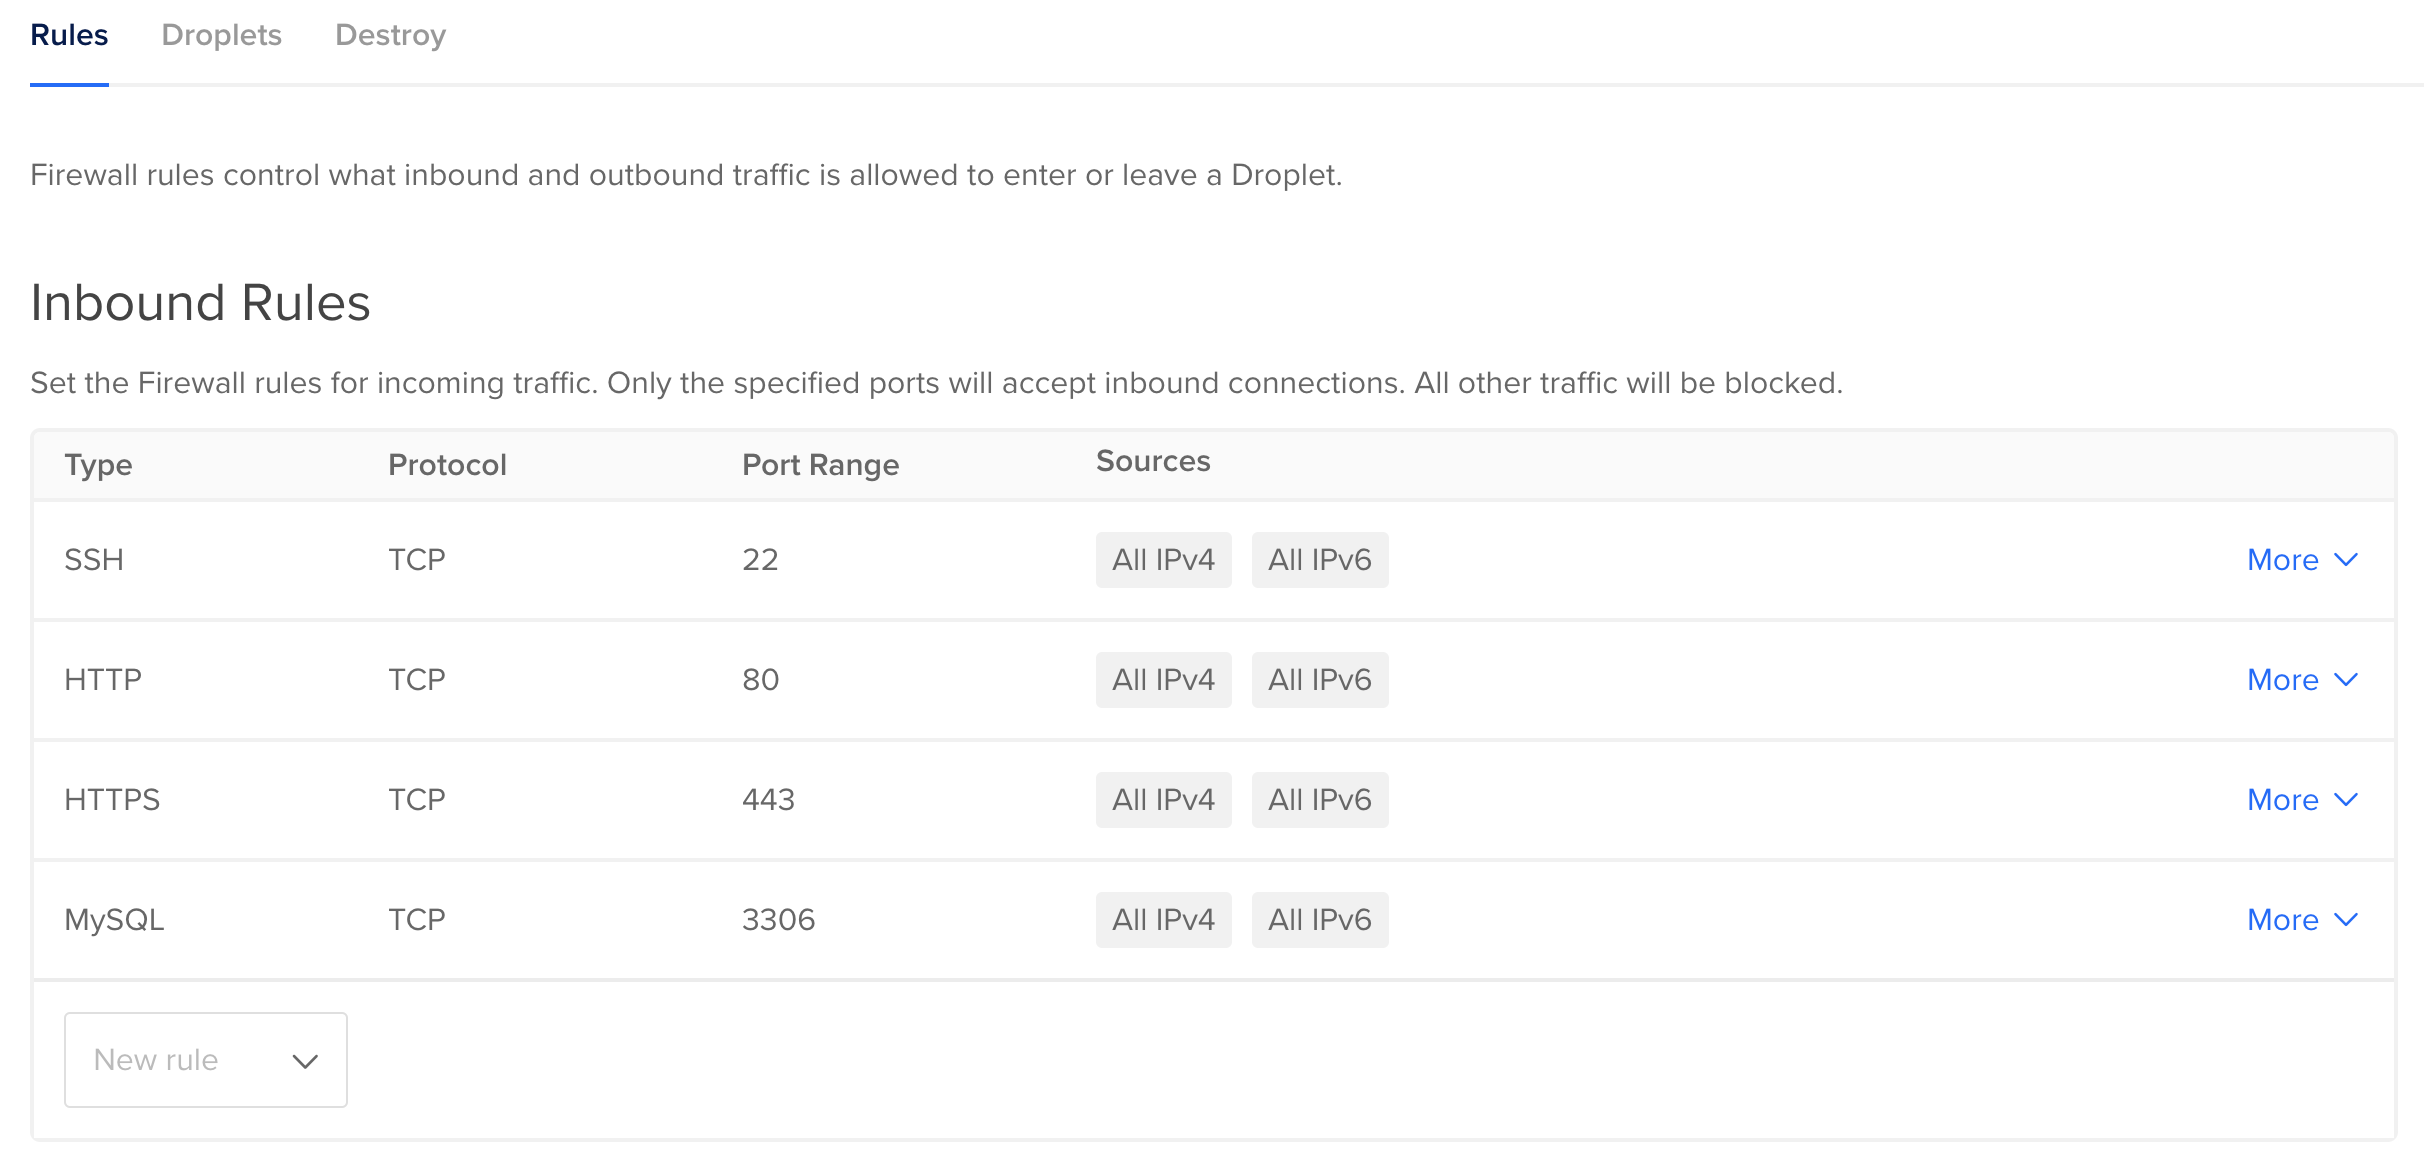 Rules Droplets Destroy
Firewall rules control what inbound and outbound traffic is allowed to enter or leave a Droplet.
Inbound Rules
Set the Firewall rules for incoming traffic. Only the specified ports will accept inbound connections. All other traffic will be blocked.
Type Protocol Port Range Sources
SSH TCP 22 All IPv4 All IPv6 More
HTTP TCP 80 All IPv4 All IPv6 More
HTTPS TCP 443 All IPv4 All IPv6 More
MySQL TCP 3306 All IPv4 All IPv6 More
New rule